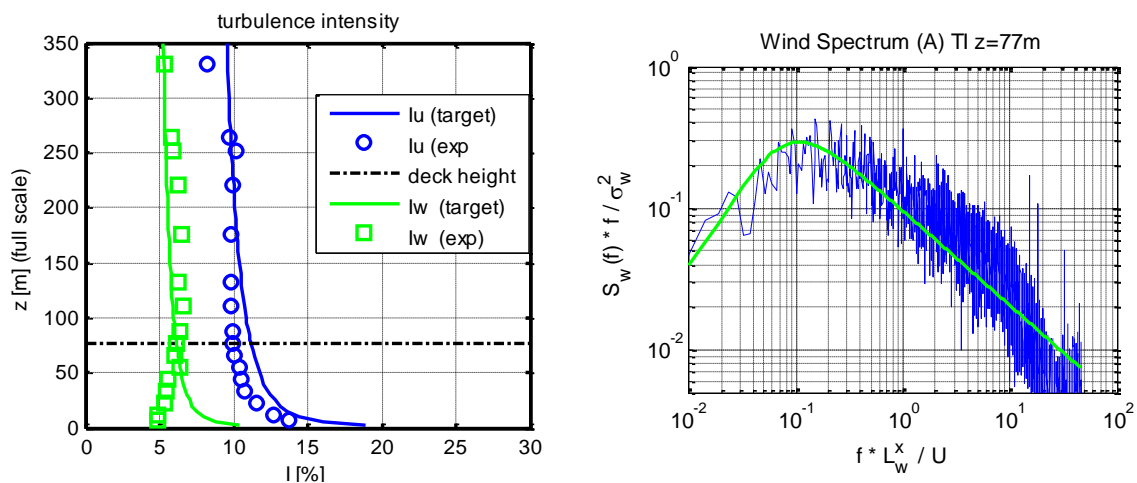 turbulence intensity
350
300
250
200
150
100
50
0
z [m] (full scale)
0 5 10 15 20 25 30
I [%]
Iu (target)
Iu (exp
deck height
Iw (target)
Iw (exp)
Wind Spectrum (A) TI z=77m
10^0
10^-1
10^-2
S_w(f) * f / σ_w^2
10^-2 10^-1 10^0 10^1 10^2
f * L_w^x / U